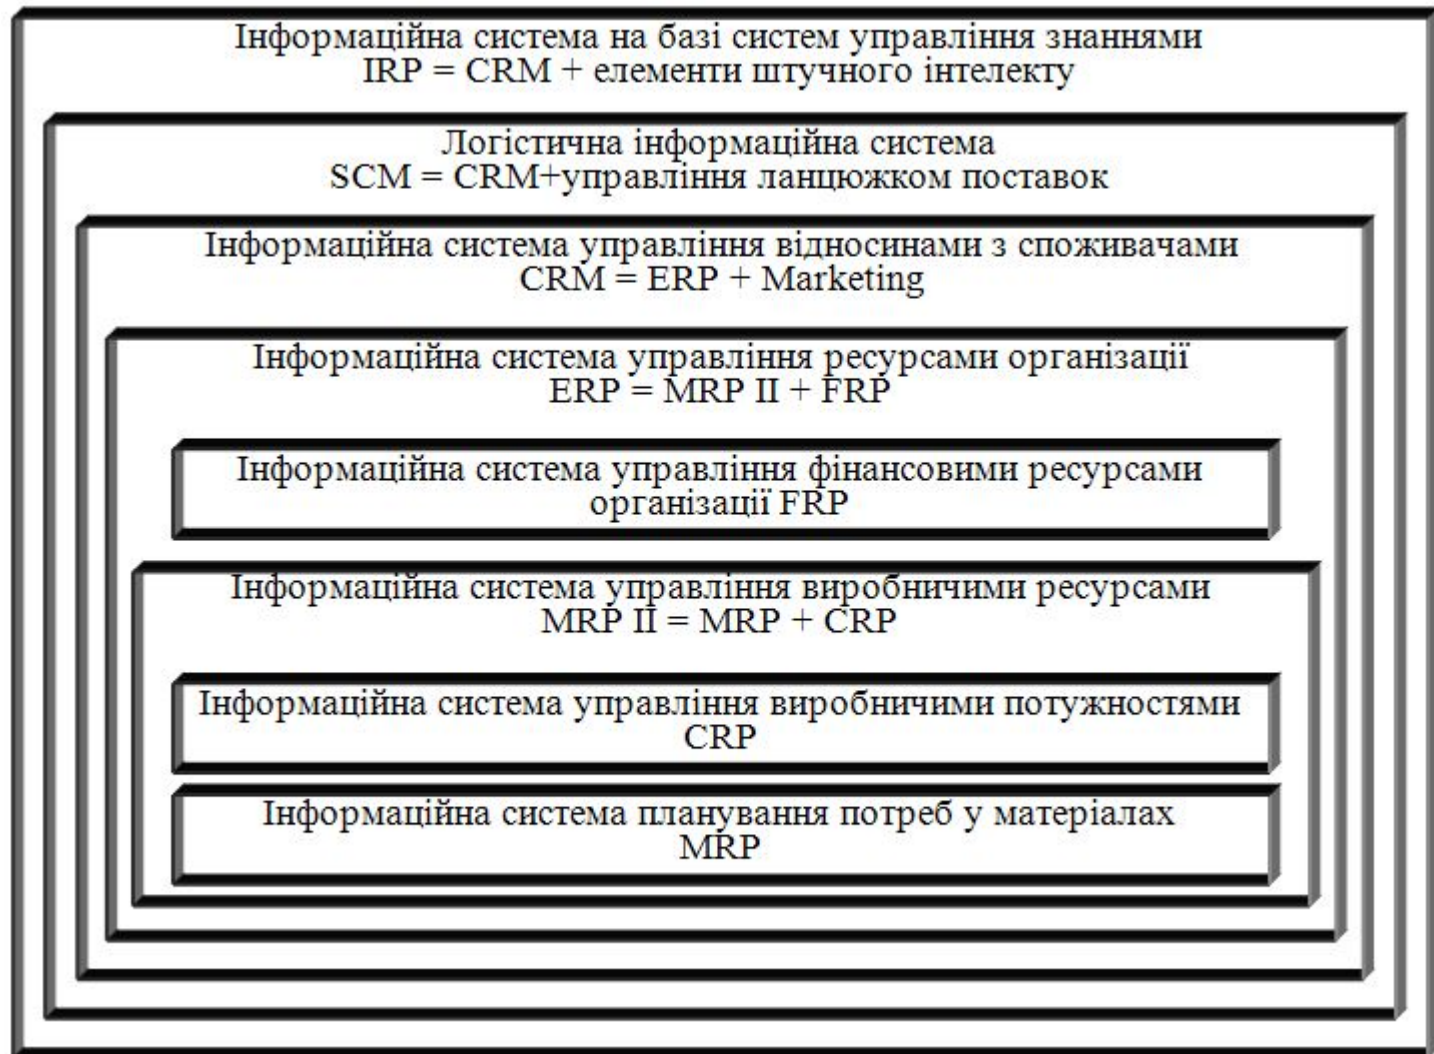 Інформаційна система на базі систем управління знаннями
IRP = CRM + елементи штучного інтелекту
Логістична інформаційна система
SCM = CRM+управління ланцюжком поставок
Інформаційна система управління відносинами з споживачами
CRM = ERP + Marketing
Інформаційна система управління ресурсами організації
ERP = MRP II + FRP
Інформаційна система управління фінансовими ресурсами
організації FRP
Інформаційна система управління виробничими ресурсами
MRP II = MRP + CRP
Інформаційна система управління виробничими потужностями
CRP
Інформаційна система планування потреб у матеріалах
MRP